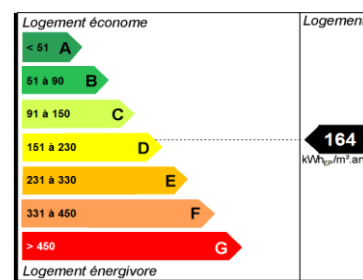 Logement économe
Logement
< 51 A
51 à 90 B
91 à 150 C
151 à 230 D
164
kWhEP/m².an
231 à 330 E
331 à 450 F
> 450 G
Logement énergivore